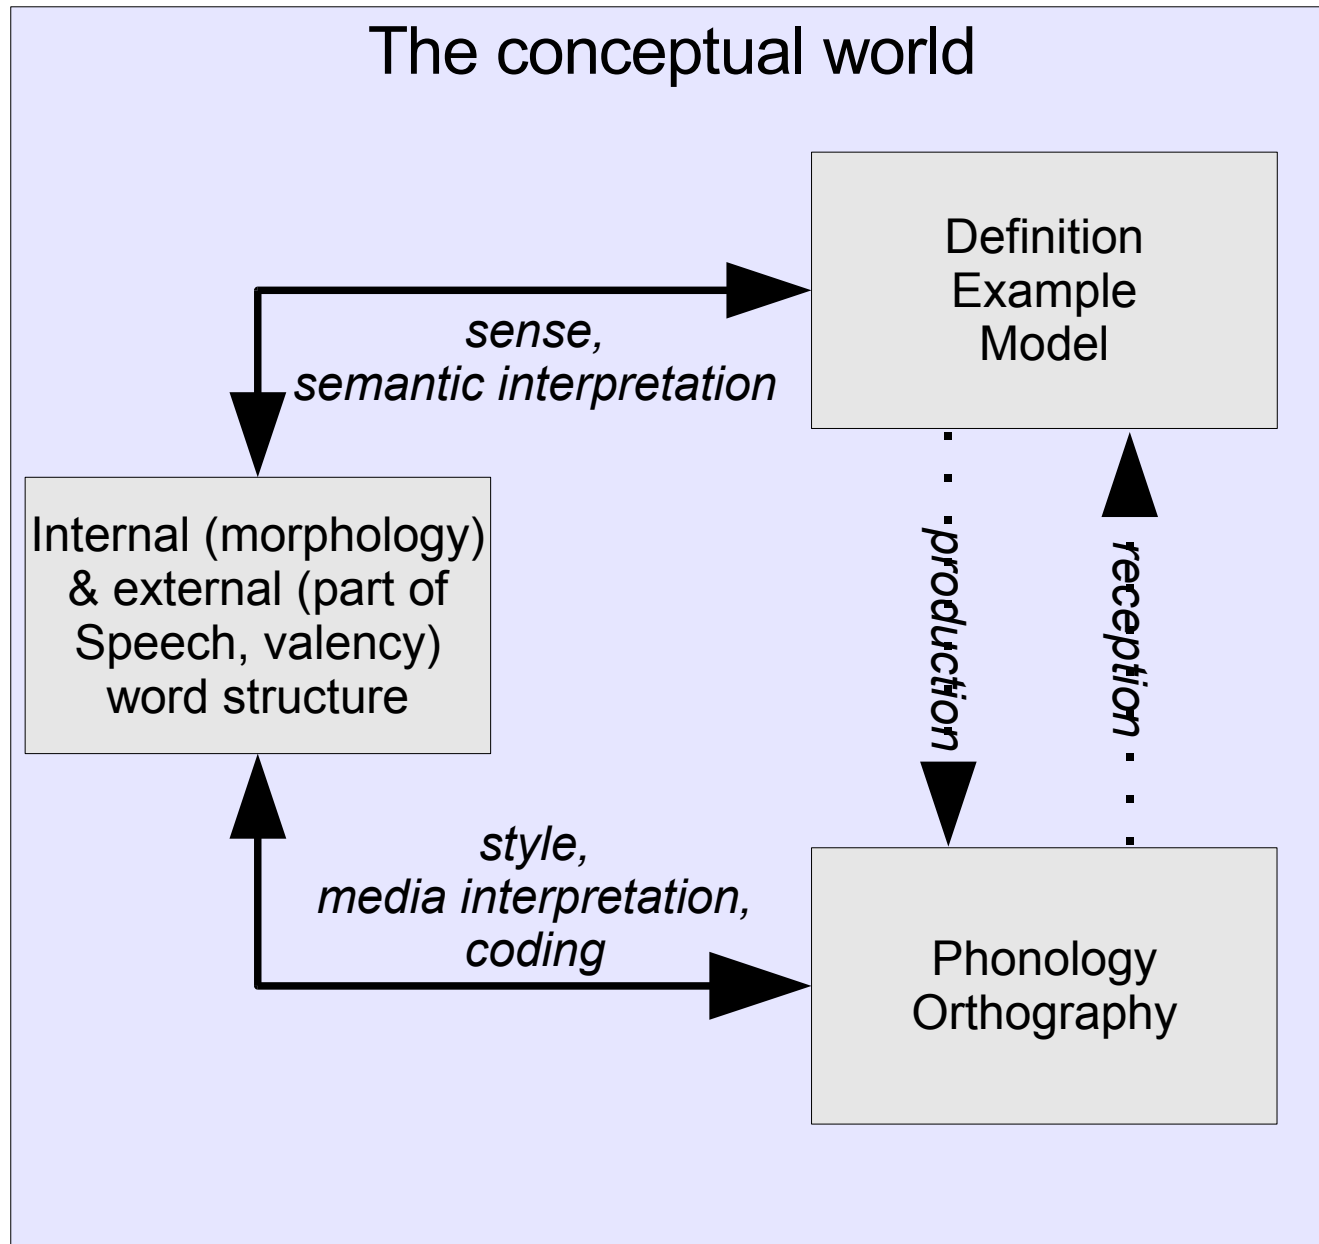 The conceptual world
Definition
Example
Model
sense,
semantic interpretation
Internal (morphology)
& external (part of
Speech, valency)
word structure
production
reception
style,
media interpretation,
coding
Phonology
Orthography